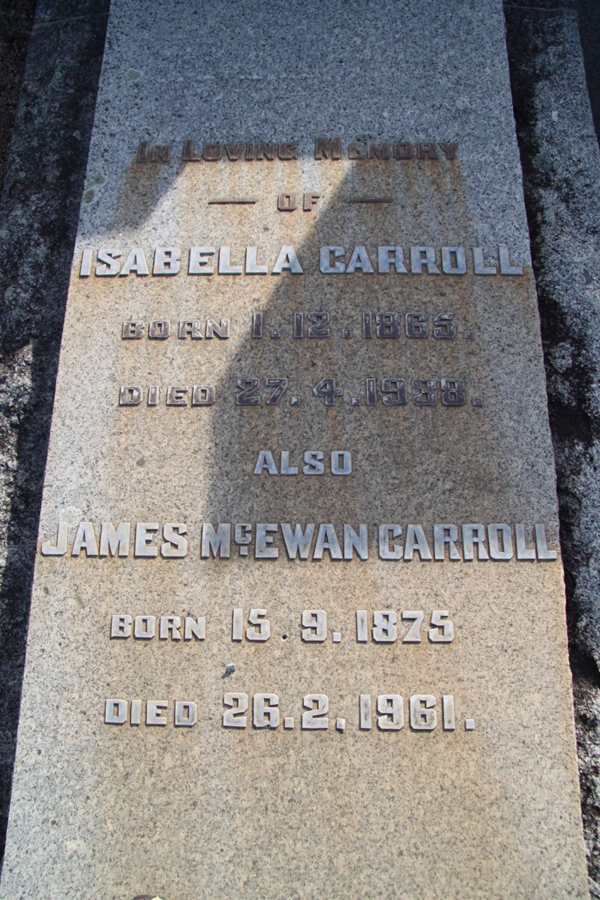 IN LOVING MEMORY
— OF —
ISABELLA CARROLL
BORN 1.12.1865.
DIED 27.4.1938.
ALSO
JAMES McEWAN CARROLL
BORN 15.9.1875
DIED 26.2.1961.